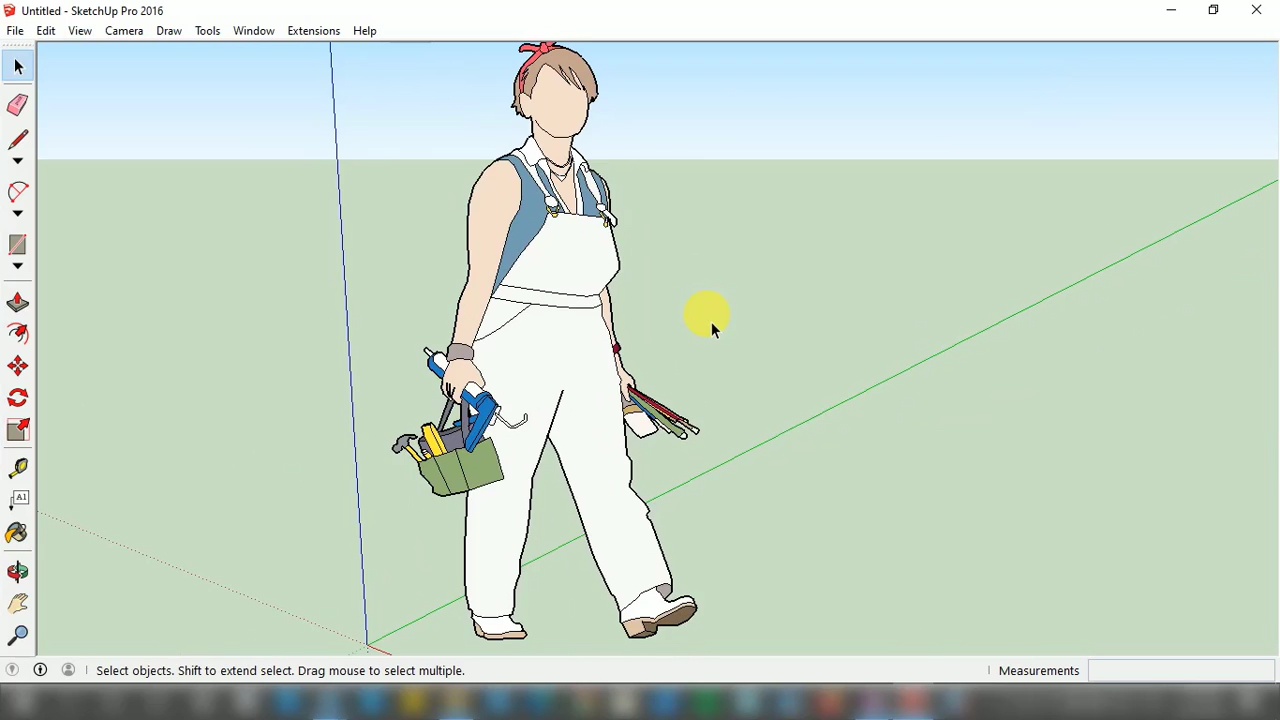 Untitled - SketchUp Pro 2016
File Edit View Camera Draw Tools Window Extensions Help
A1
Select objects. Shift to extend select. Drag mouse to select multiple.
Measurements